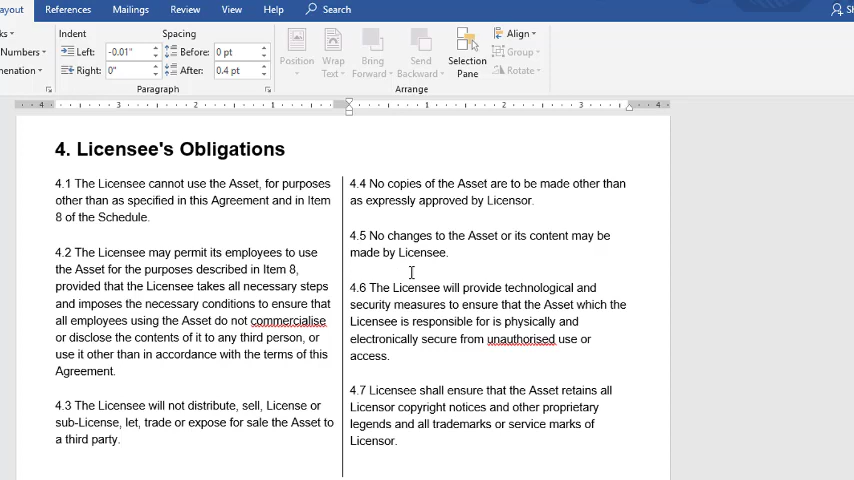 ayout References Mailings Review View Help Search Sh
ks Indent Spacing Align
Numbers Left: -0.01" Before: 0 pt Position Wrap Bring Send Selection Group
henation Right: 0" After: 0.4 pt Text Forward Backward Pane Rotate
Paragraph Arrange
4 3 2 1 1 2 3 4
4. Licensee's Obligations
4.1 The Licensee cannot use the Asset, for purposes
other than as specified in this Agreement and in Item
8 of the Schedule.
4.2 The Licensee may permit its employees to use
the Asset for the purposes described in Item 8,
provided that the Licensee takes all necessary steps
and imposes the necessary conditions to ensure that
all employees using the Asset do not commercialise
or disclose the contents of it to any third person, or
use it other than in accordance with the terms of this
Agreement.
4.3 The Licensee will not distribute, sell, License or
sub-License, let, trade or expose for sale the Asset to
a third party.
4.4 No copies of the Asset are to be made other than
as expressly approved by Licensor.
4.5 No changes to the Asset or its content may be
made by Licensee.
4.6 The Licensee will provide technological and
security measures to ensure that the Asset which the
Licensee is responsible for is physically and
electronically secure from unauthorised use or
access.
4.7 Licensee shall ensure that the Asset retains all
Licensor copyright notices and other proprietary
legends and all trademarks or service marks of
Licensor.